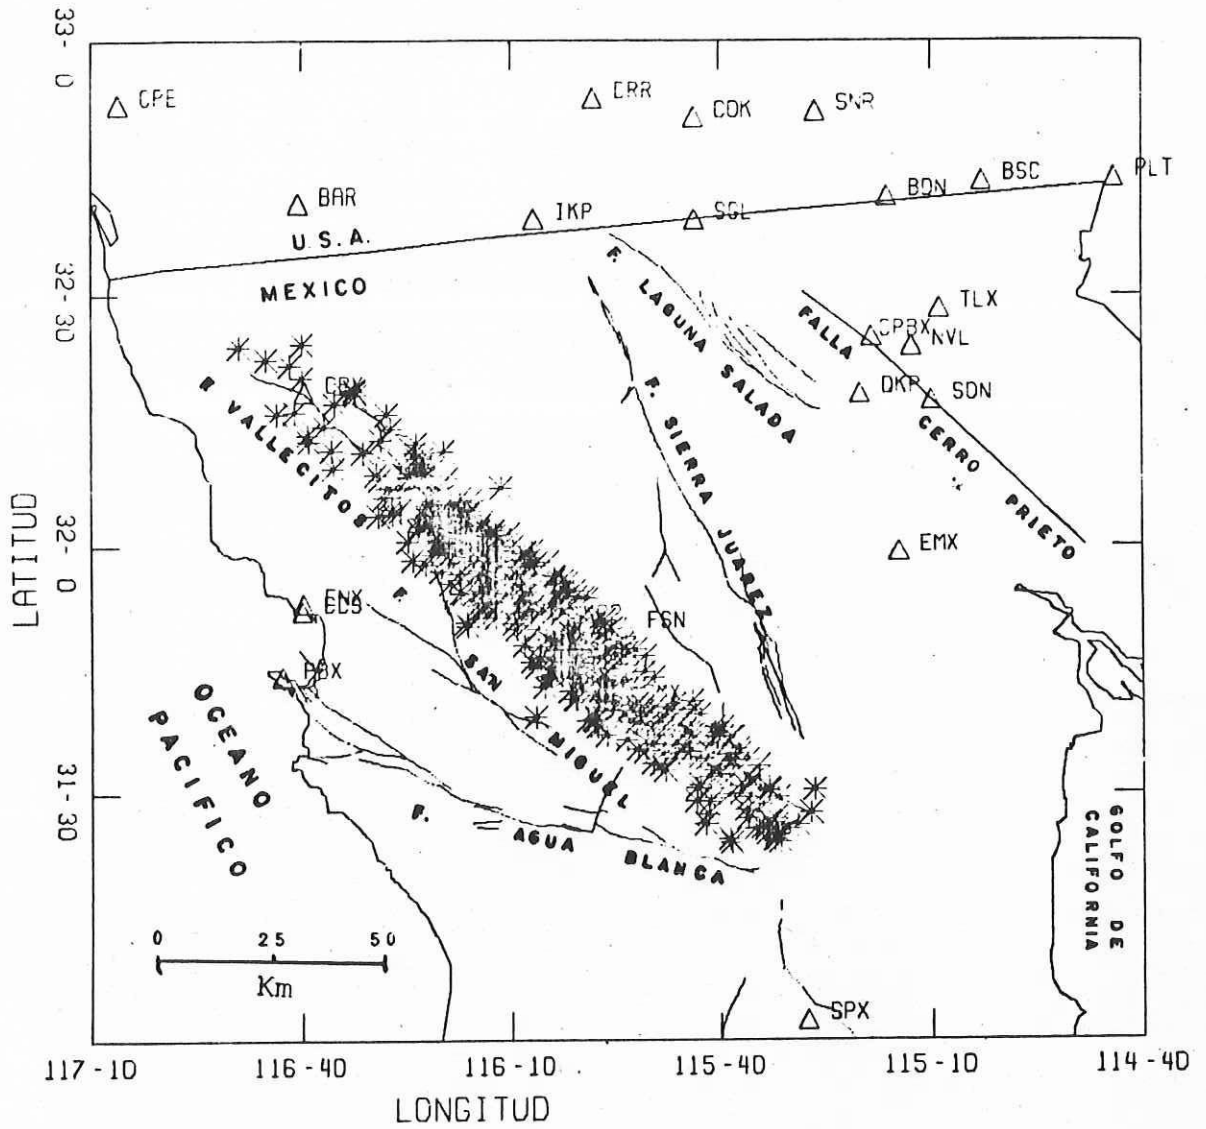 33-
0
CPE
CRR
COK
SNR
BAR
IKP
SGL
BDN
BSC
PLT
U.S.A.
MEXICO
32-
30
F. LAGUNA SALADA
FALLA CERRO PRIETO
CPBX
TLX
NVL
DKP
SDN
F. VALLECITOS
F. SIERRA JUAREZ
LATITUD
32-
0
EMX
ENX
FSN
PBX
F. SAN MIGUEL
OCEANO
PACIFICO
31-
30
F. AGUA BLANCA
GOLFO DE
CALIFORNIA
0 25 50
Km
SPX
117-10 116-40 116-10 115-40 115-10 114-40
LONGITUD